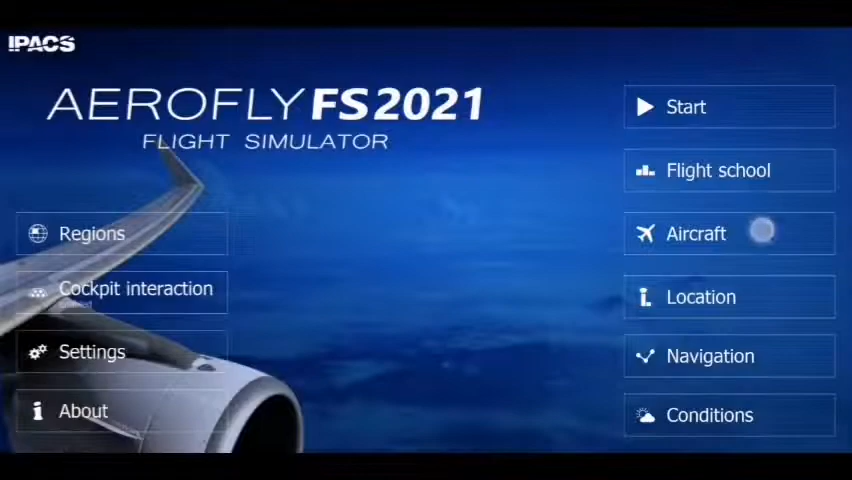 IPACS
AEROFLY FS2021
FLIGHT SIMULATOR
Start
Flight school
Regions
Aircraft
Cockpit interaction
Location
Settings
Navigation
About
Conditions